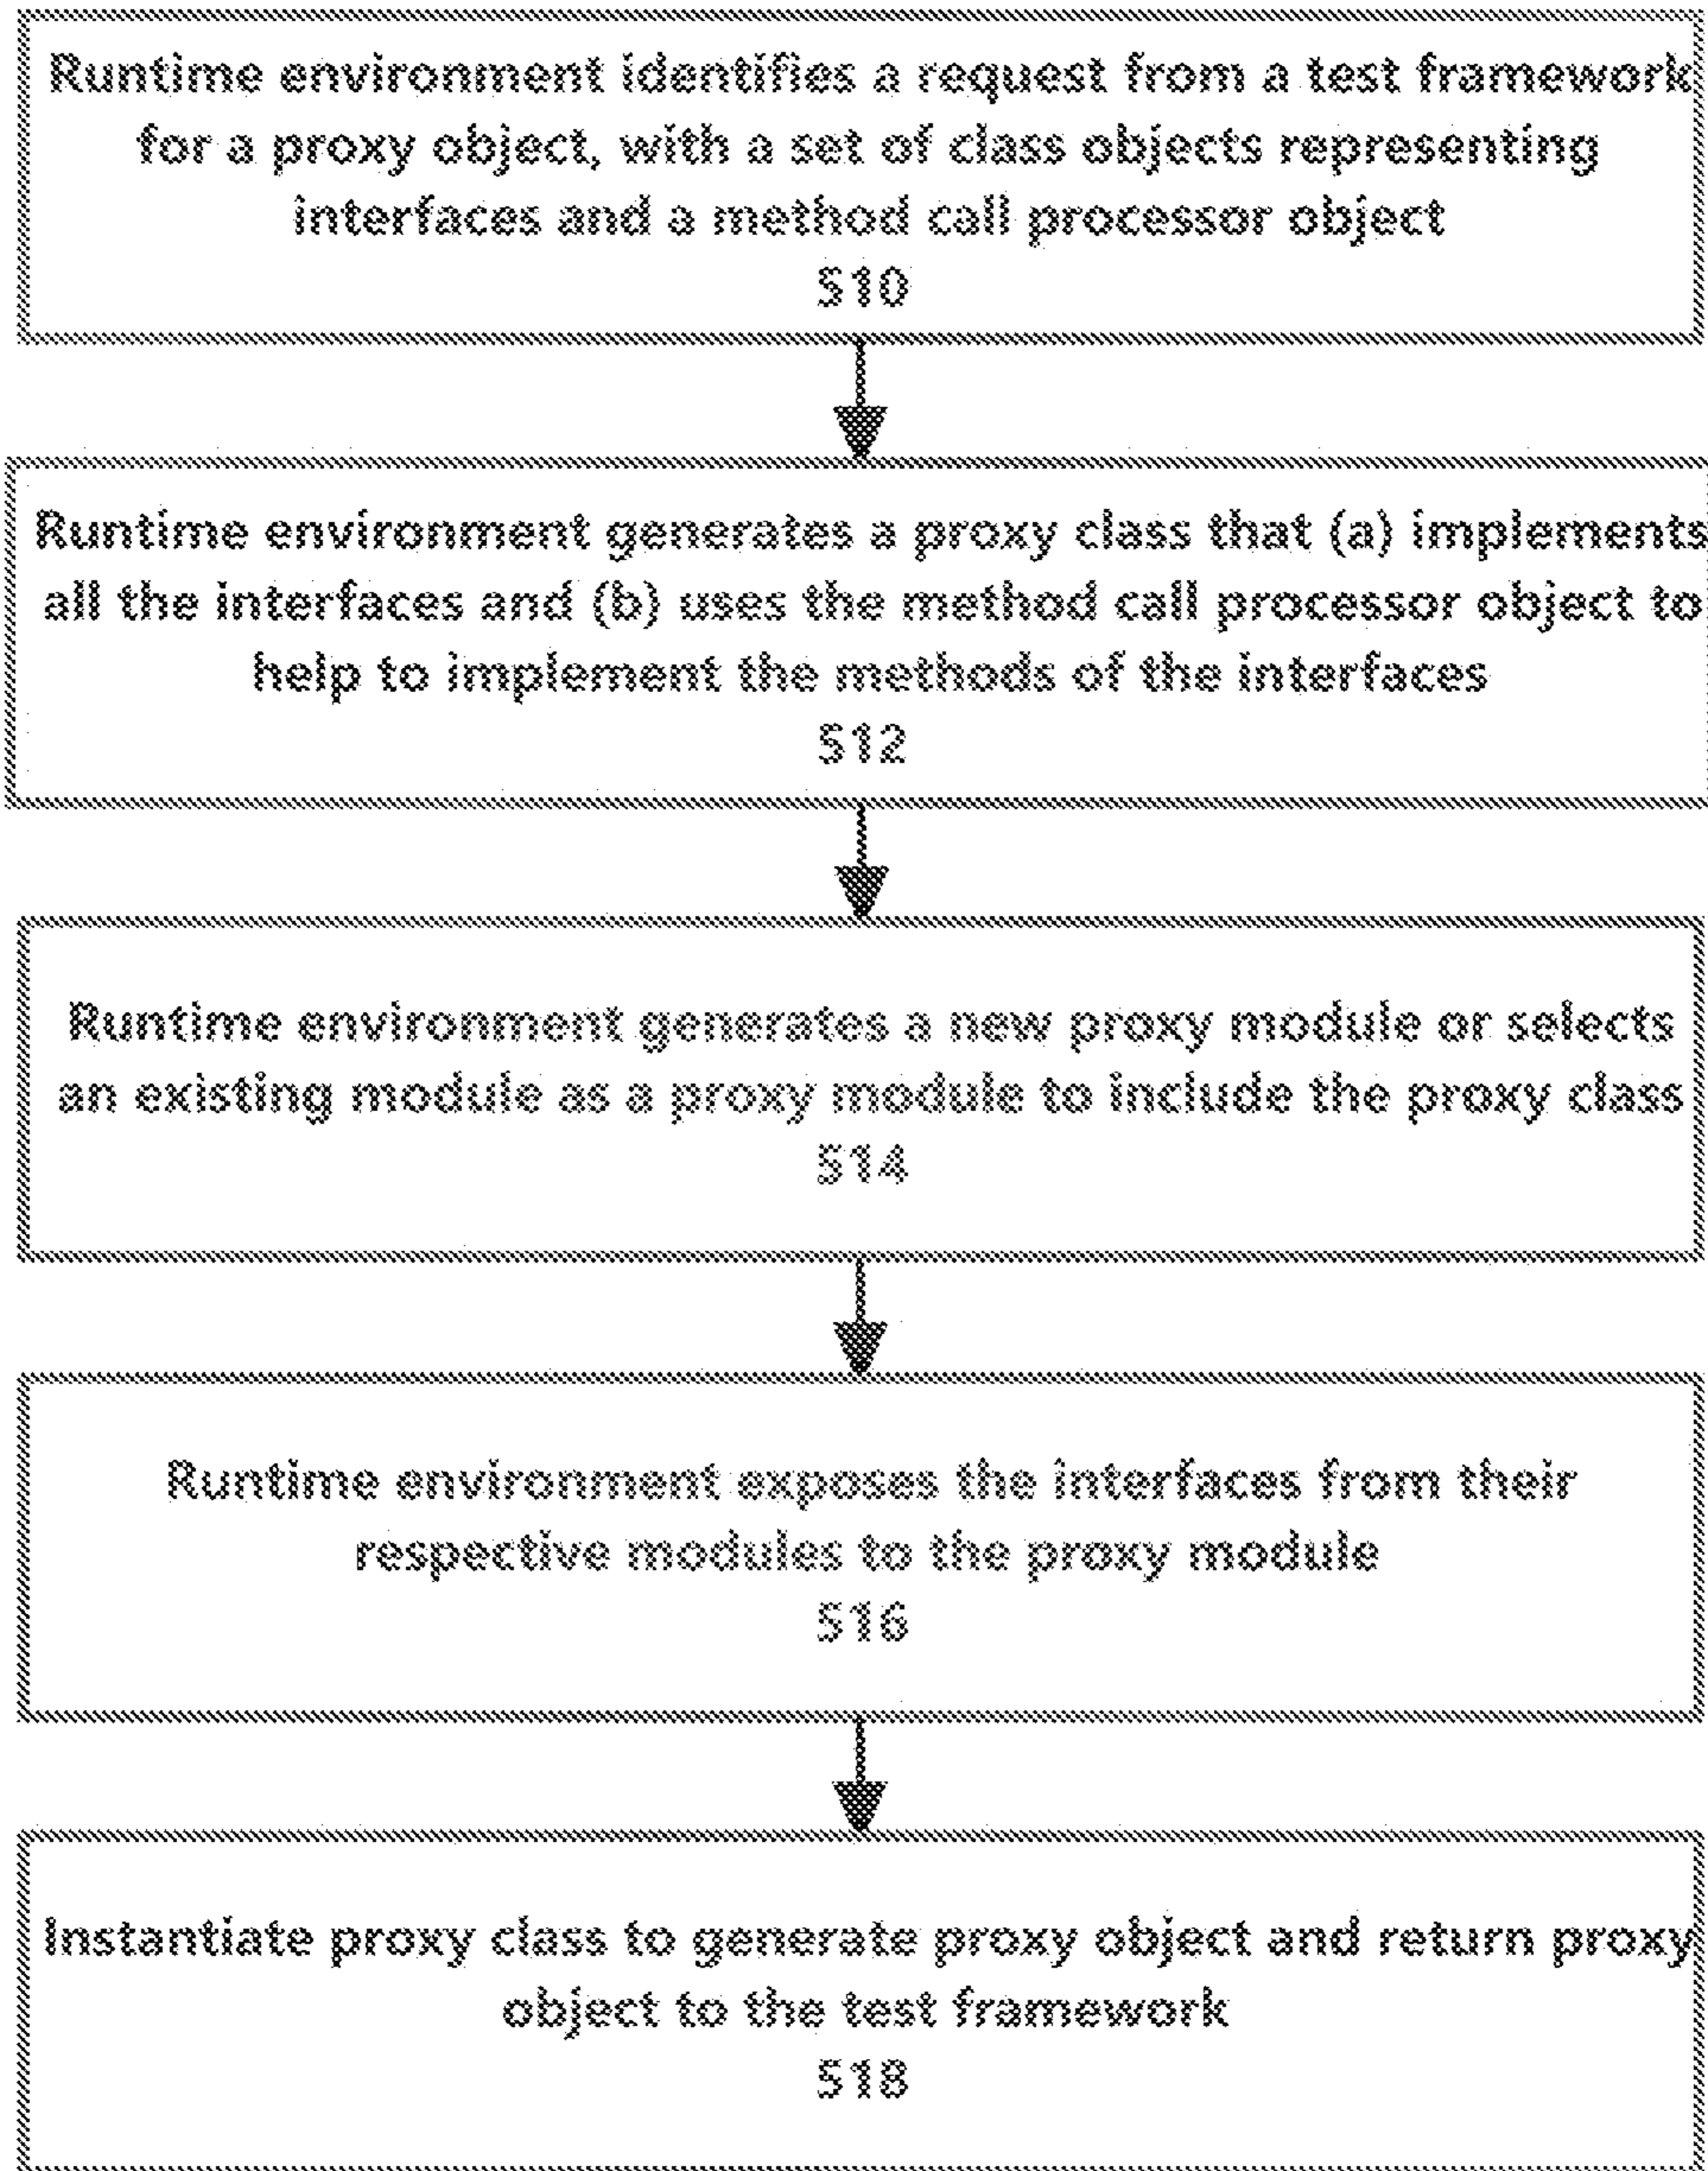 Runtime environment identifies a request from a test framework
for a proxy object, with a set of class objects representing
interfaces and a method call processor object
510
Runtime environment generates a proxy class that (a) implements
all the interfaces and (b) uses the method call processor object to
help to implement the methods of the interfaces
512
Runtime environment generates a new proxy module or selects
an existing module as a proxy module to include the proxy class
514
Runtime environment exposes the interfaces from their
respective modules to the proxy module
516
Instantiate proxy class to generate proxy object and return proxy
object to the test framework
518